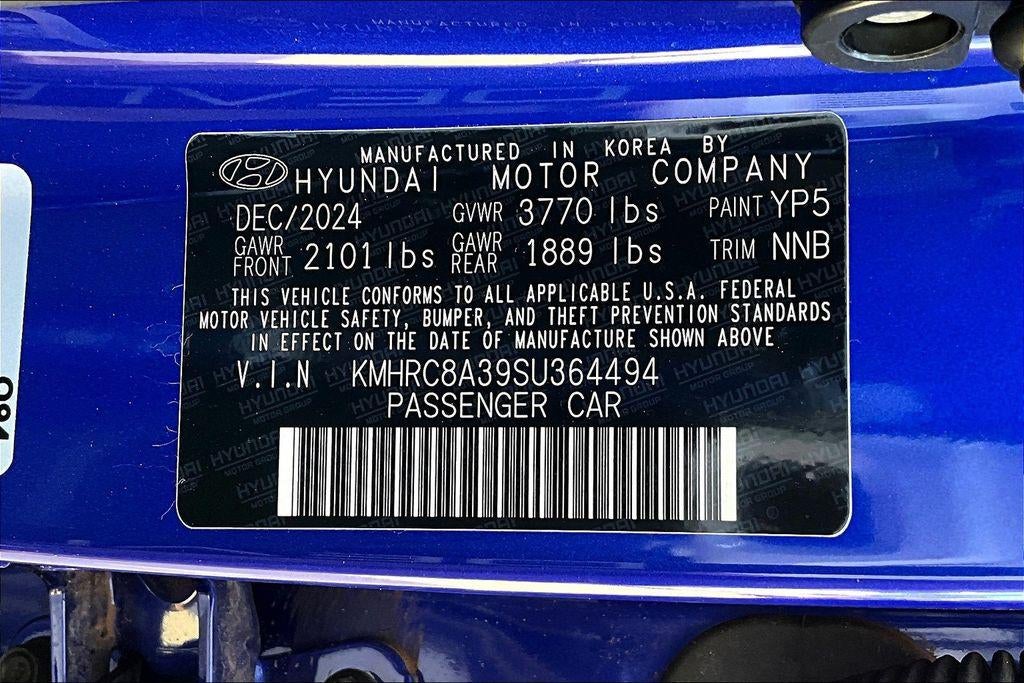 MANUFACTURED IN KOREA BY
HYUNDAI MOTOR COMPANY
DEC/2024 GVWR 3770 lbs PAINT YP5
GAWR FRONT 2101 lbs GAWR REAR 1889 lbs TRIM NNB
THIS VEHICLE CONFORMS TO ALL APPLICABLE U.S.A. FEDERAL
MOTOR VEHICLE SAFETY, BUMPER, AND THEFT PREVENTION STANDARDS
IN EFFECT ON THE DATE OF MANUFACTURE SHOWN ABOVE
V.I.N KMHRC8A39SU364494
PASSENGER CAR